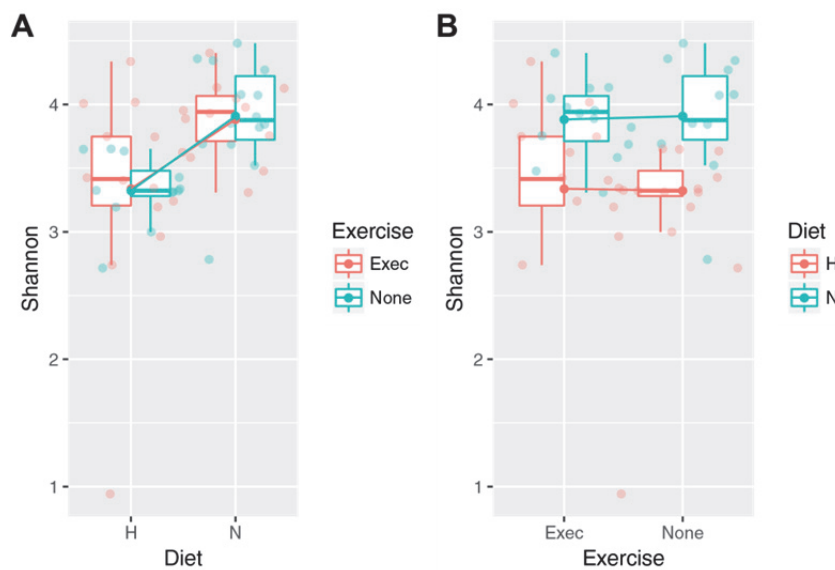 A
Shannon
4
3
2
1
H
N
Diet
Exercise
Exec
None
B
Shannon
4
3
2
1
Exec
None
Exercise
Diet
H
N